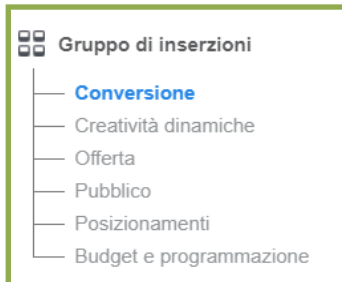 Gruppo di inserzioni
Conversione
Creatività dinamiche
Offerta
Pubblico
Posizionamenti
Budget e programmazione